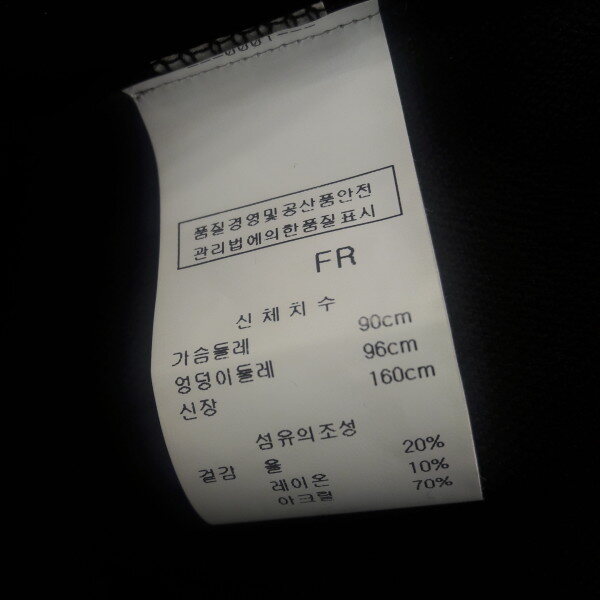 품질경영및공산품안전
관리법에의한품질표시
FR
신체치수
가슴둘레 90cm
엉덩이둘레 96cm
신장 160cm
섬유의조성
겉감 울 20%
레이온 10%
아크릴 70%